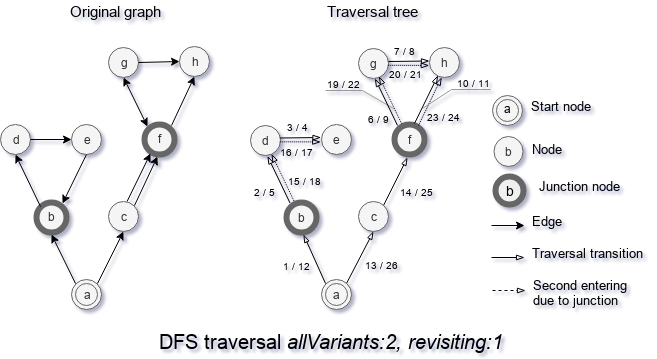 Original graph
Traversal tree
g
h
d
e
f
b
c
a
7 / 8
g
h
20 / 21
19 / 22
10 / 11
3 / 4
6 / 9
23 / 24
d
e
f
16 / 17
15 / 18
2 / 5
14 / 25
b
c
1 / 12
13 / 26
a
a Start node
b Node
b Junction node
Edge
Traversal transition
Second entering
due to junction
DFS traversal allVariants:2, revisiting:1